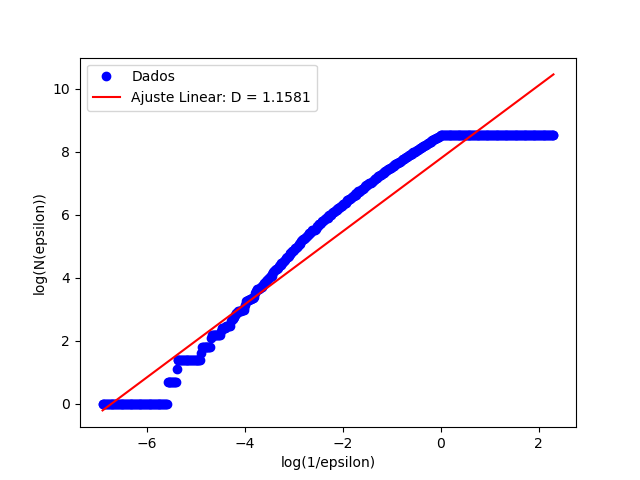 Dados
Ajuste Linear: D = 1.1581
10
8
6
4
2
0
log(N(epsilon))
−6
−4
−2
0
2
log(1/epsilon)